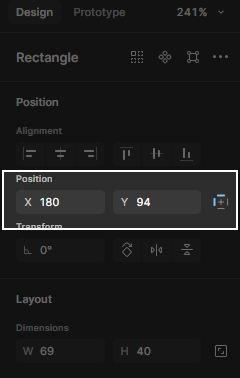 Design Prototype 241%
Rectangle
Position
Alignment
Position
X 180 Y 94
Transform
0°
Layout
Dimensions
W 69 H 40